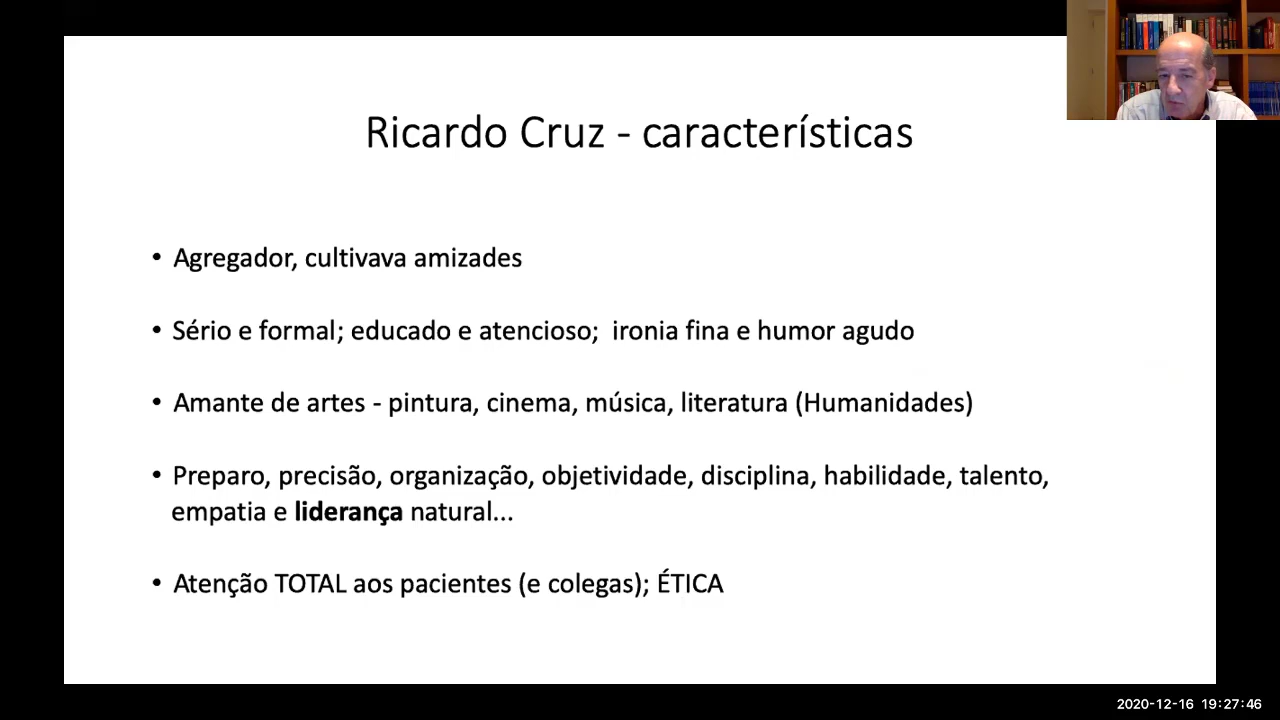 Ricardo Cruz - características
• Agregador, cultivava amizades
• Sério e formal; educado e atencioso;  ironia fina e humor agudo
• Amante de artes - pintura, cinema, música, literatura (Humanidades)
• Preparo, precisão, organização, objetividade, disciplina, habilidade, talento,
empatia e liderança natural...
• Atenção TOTAL aos pacientes (e colegas); ÉTICA
2020-12-16 19:27:46